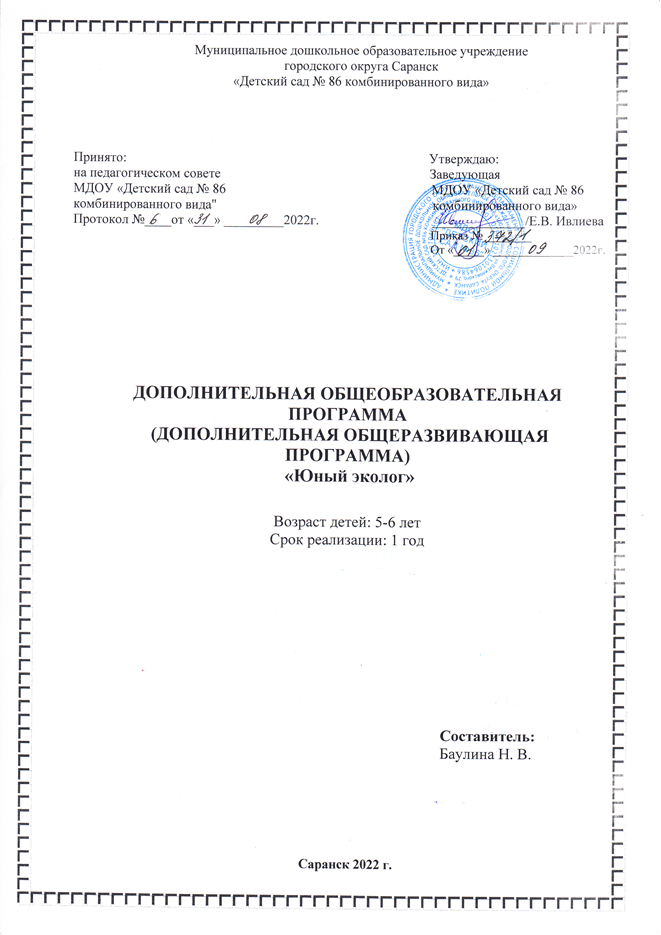 Муниципальное дошкольное образовательное учреждение
городского округа Саранск
«Детский сад № 86 комбинированного вида»
Принято:
на педагогическом совете
МДОУ «Детский сад № 86
комбинированного вида"
Протокол № 6 от «31» 08 2022г.
Утверждаю:
Заведующая
МДОУ «Детский сад № 86
комбинированного вида»
/Е.В. Ивлиева
Приказ № 392/1
От «01» 09 2022г.
ДОПОЛНИТЕЛЬНАЯ ОБЩЕОБРАЗОВАТЕЛЬНАЯ
ПРОГРАММА
(ДОПОЛНИТЕЛЬНАЯ ОБЩЕРАЗВИВАЮЩАЯ
ПРОГРАММА)
«Юный эколог»
Возраст детей: 5-6 лет
Срок реализации: 1 год
Составитель:
Баулина Н. В.
Саранск 2022 г.